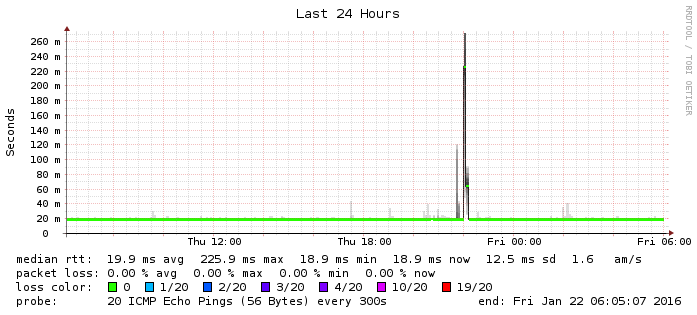 Last 24 Hours
RRDTOOL / TOBI OETIKER
Seconds
260 m
240 m
220 m
200 m
180 m
160 m
140 m
120 m
100 m
80 m
60 m
40 m
20 m
0
Thu 12:00 Thu 18:00 Fri 00:00 Fri 06:00
median rtt: 19.9 ms avg 225.9 ms max 18.9 ms min 18.9 ms now 12.5 ms sd 1.6 am/s
packet loss: 0.00 % avg 0.00 % max 0.00 % min 0.00 % now
loss color: 0 1/20 2/20 3/20 4/20 10/20 19/20
probe: 20 ICMP Echo Pings (56 Bytes) every 300s end: Fri Jan 22 06:05:07 2016